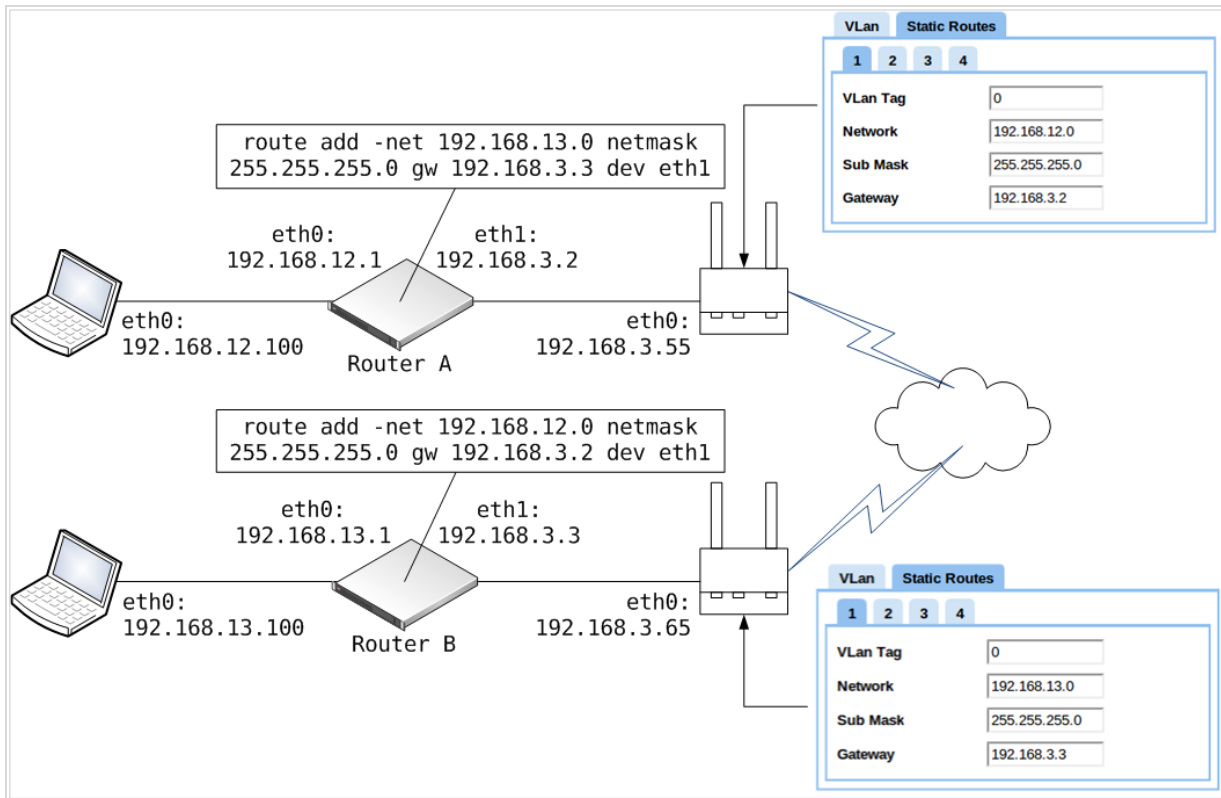 VLan Static Routes
1 2 3 4
VLan Tag 0
Network 192.168.12.0
Sub Mask 255.255.255.0
Gateway 192.168.3.2
route add -net 192.168.13.0 netmask
255.255.255.0 gw 192.168.3.3 dev eth1
eth0:
192.168.12.1
eth1:
192.168.3.2
eth0:
192.168.12.100
Router A
eth0:
192.168.3.55
route add -net 192.168.12.0 netmask
255.255.255.0 gw 192.168.3.2 dev eth1
eth0:
192.168.13.1
eth1:
192.168.3.3
eth0:
192.168.13.100
Router B
eth0:
192.168.3.65
VLan Static Routes
1 2 3 4
VLan Tag 0
Network 192.168.13.0
Sub Mask 255.255.255.0
Gateway 192.168.3.3